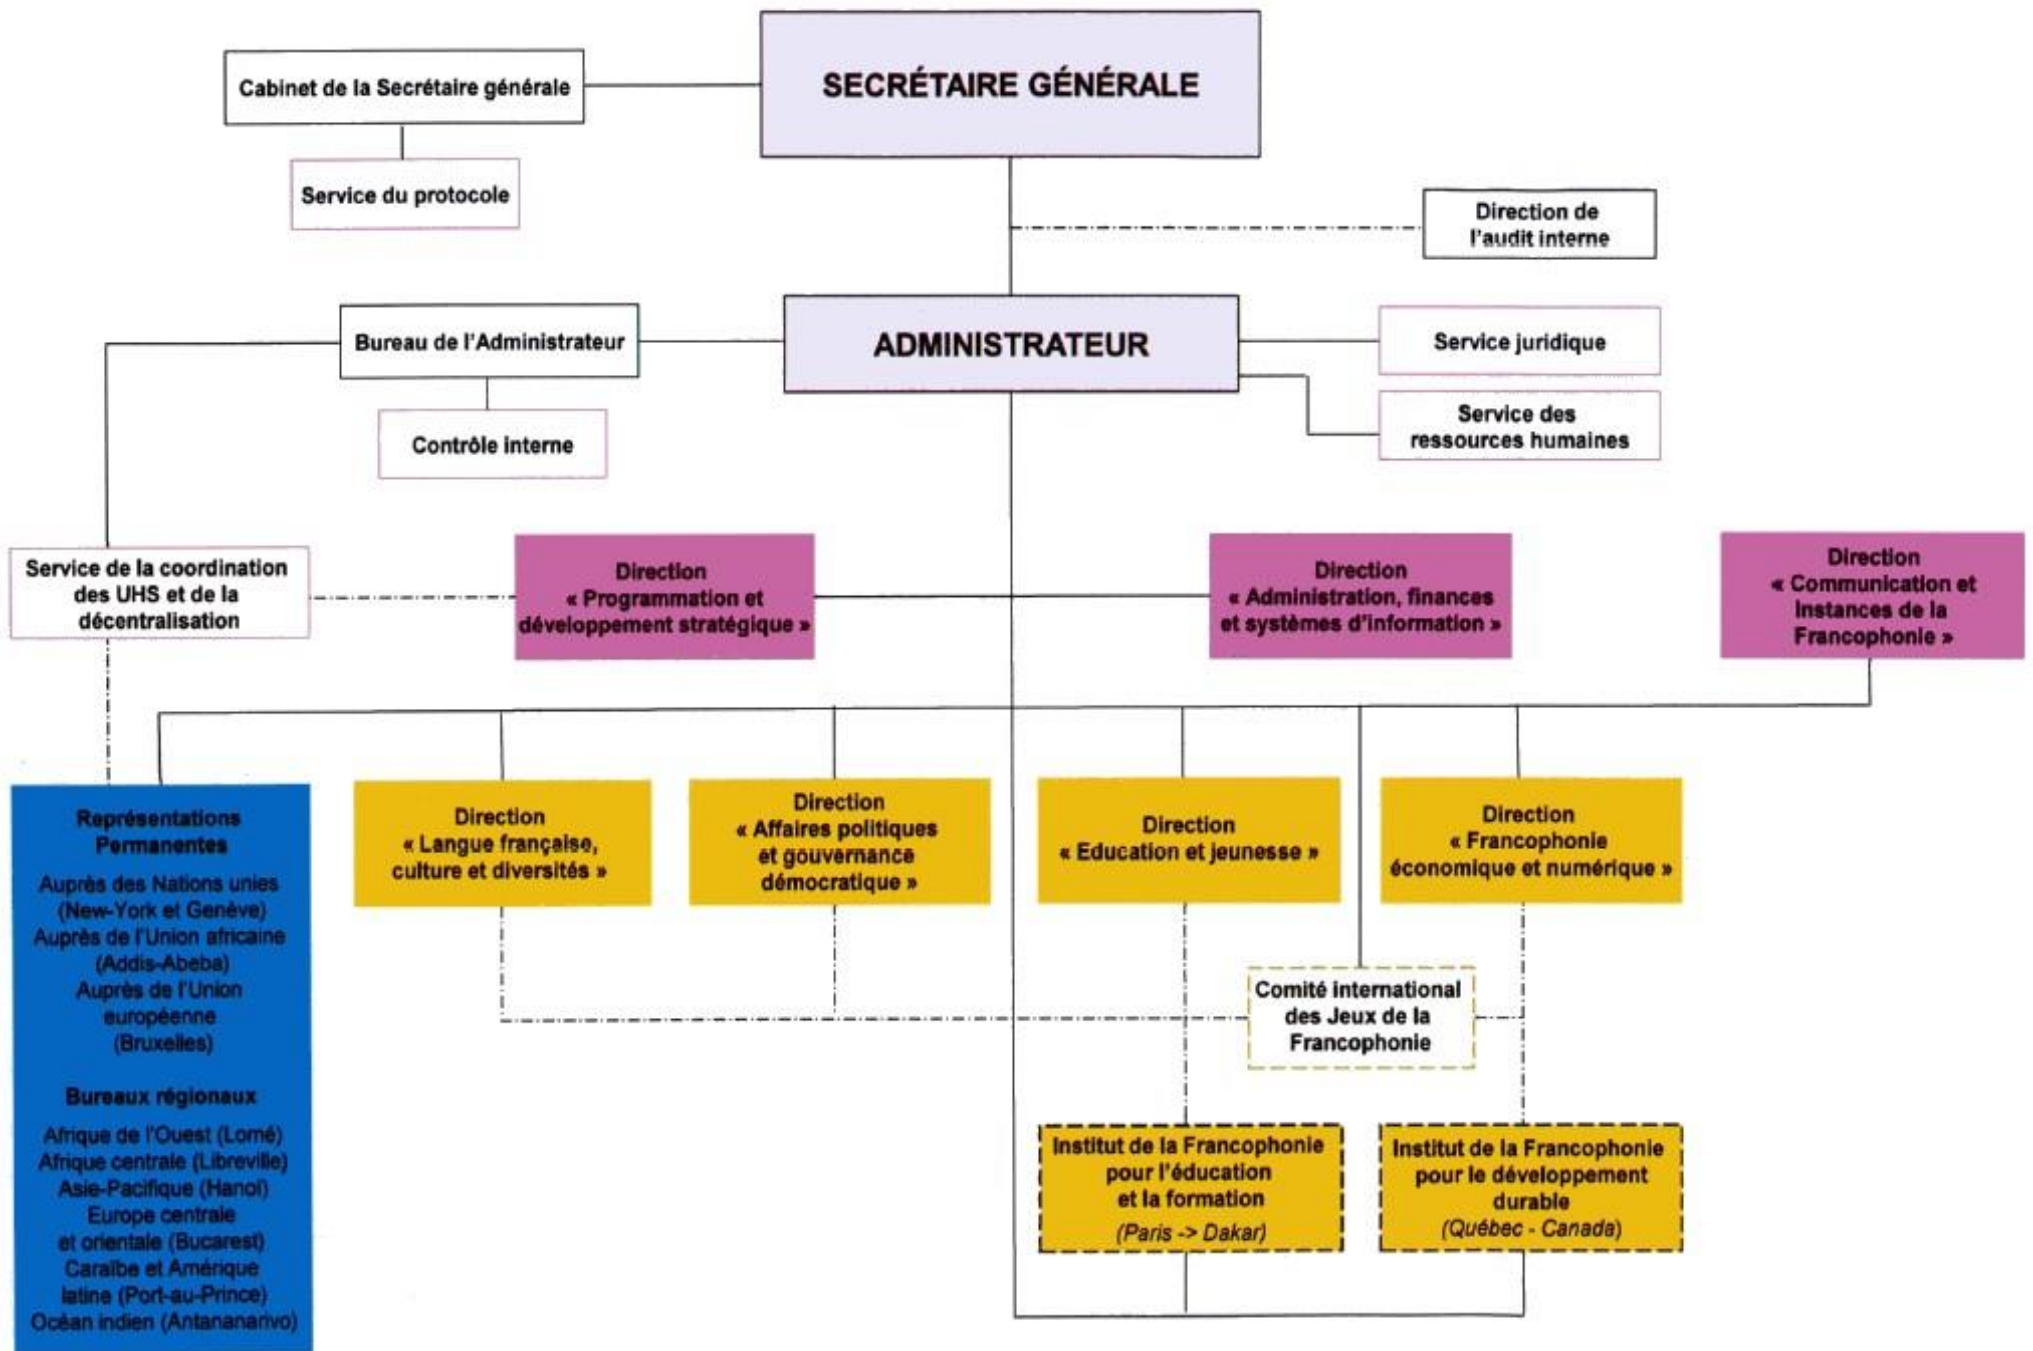 SECRÉTAIRE GÉNÉRALE
Cabinet de la Secrétaire générale
Service du protocole
Direction de
l'audit interne
Bureau de l'Administrateur
ADMINISTRATEUR
Service juridique
Contrôle interne
Service des
ressources humaines
Service de la coordination
des UHS et de la
décentralisation
Direction
« Programmation et
développement stratégique »
Direction
« Administration, finances
et systèmes d'information »
Direction
« Communication et
Instances de la
Francophonie »
Représentations
Permanentes
Auprès des Nations unies
(New-York et Genève)
Auprès de l'Union africaine
(Addis-Abeba)
Auprès de l'Union
européenne
(Bruxelles)
Bureaux régionaux
Afrique de l'Ouest (Lomé)
Afrique centrale (Libreville)
Asie-Pacifique (Hanoï)
Europe centrale
et orientale (Bucarest)
Caraïbe et Amérique
latine (Port-au-Prince)
Océan indien (Antananarivo)
Direction
« Langue française,
culture et diversités »
Direction
« Affaires politiques
et gouvernance
démocratique »
Direction
« Education et jeunesse »
Direction
« Francophonie
économique et numérique »
Comité international
des Jeux de la
Francophonie
Institut de la Francophonie
pour l'éducation
et la formation
(Paris -> Dakar)
Institut de la Francophonie
pour le développement
durable
(Québec - Canada)